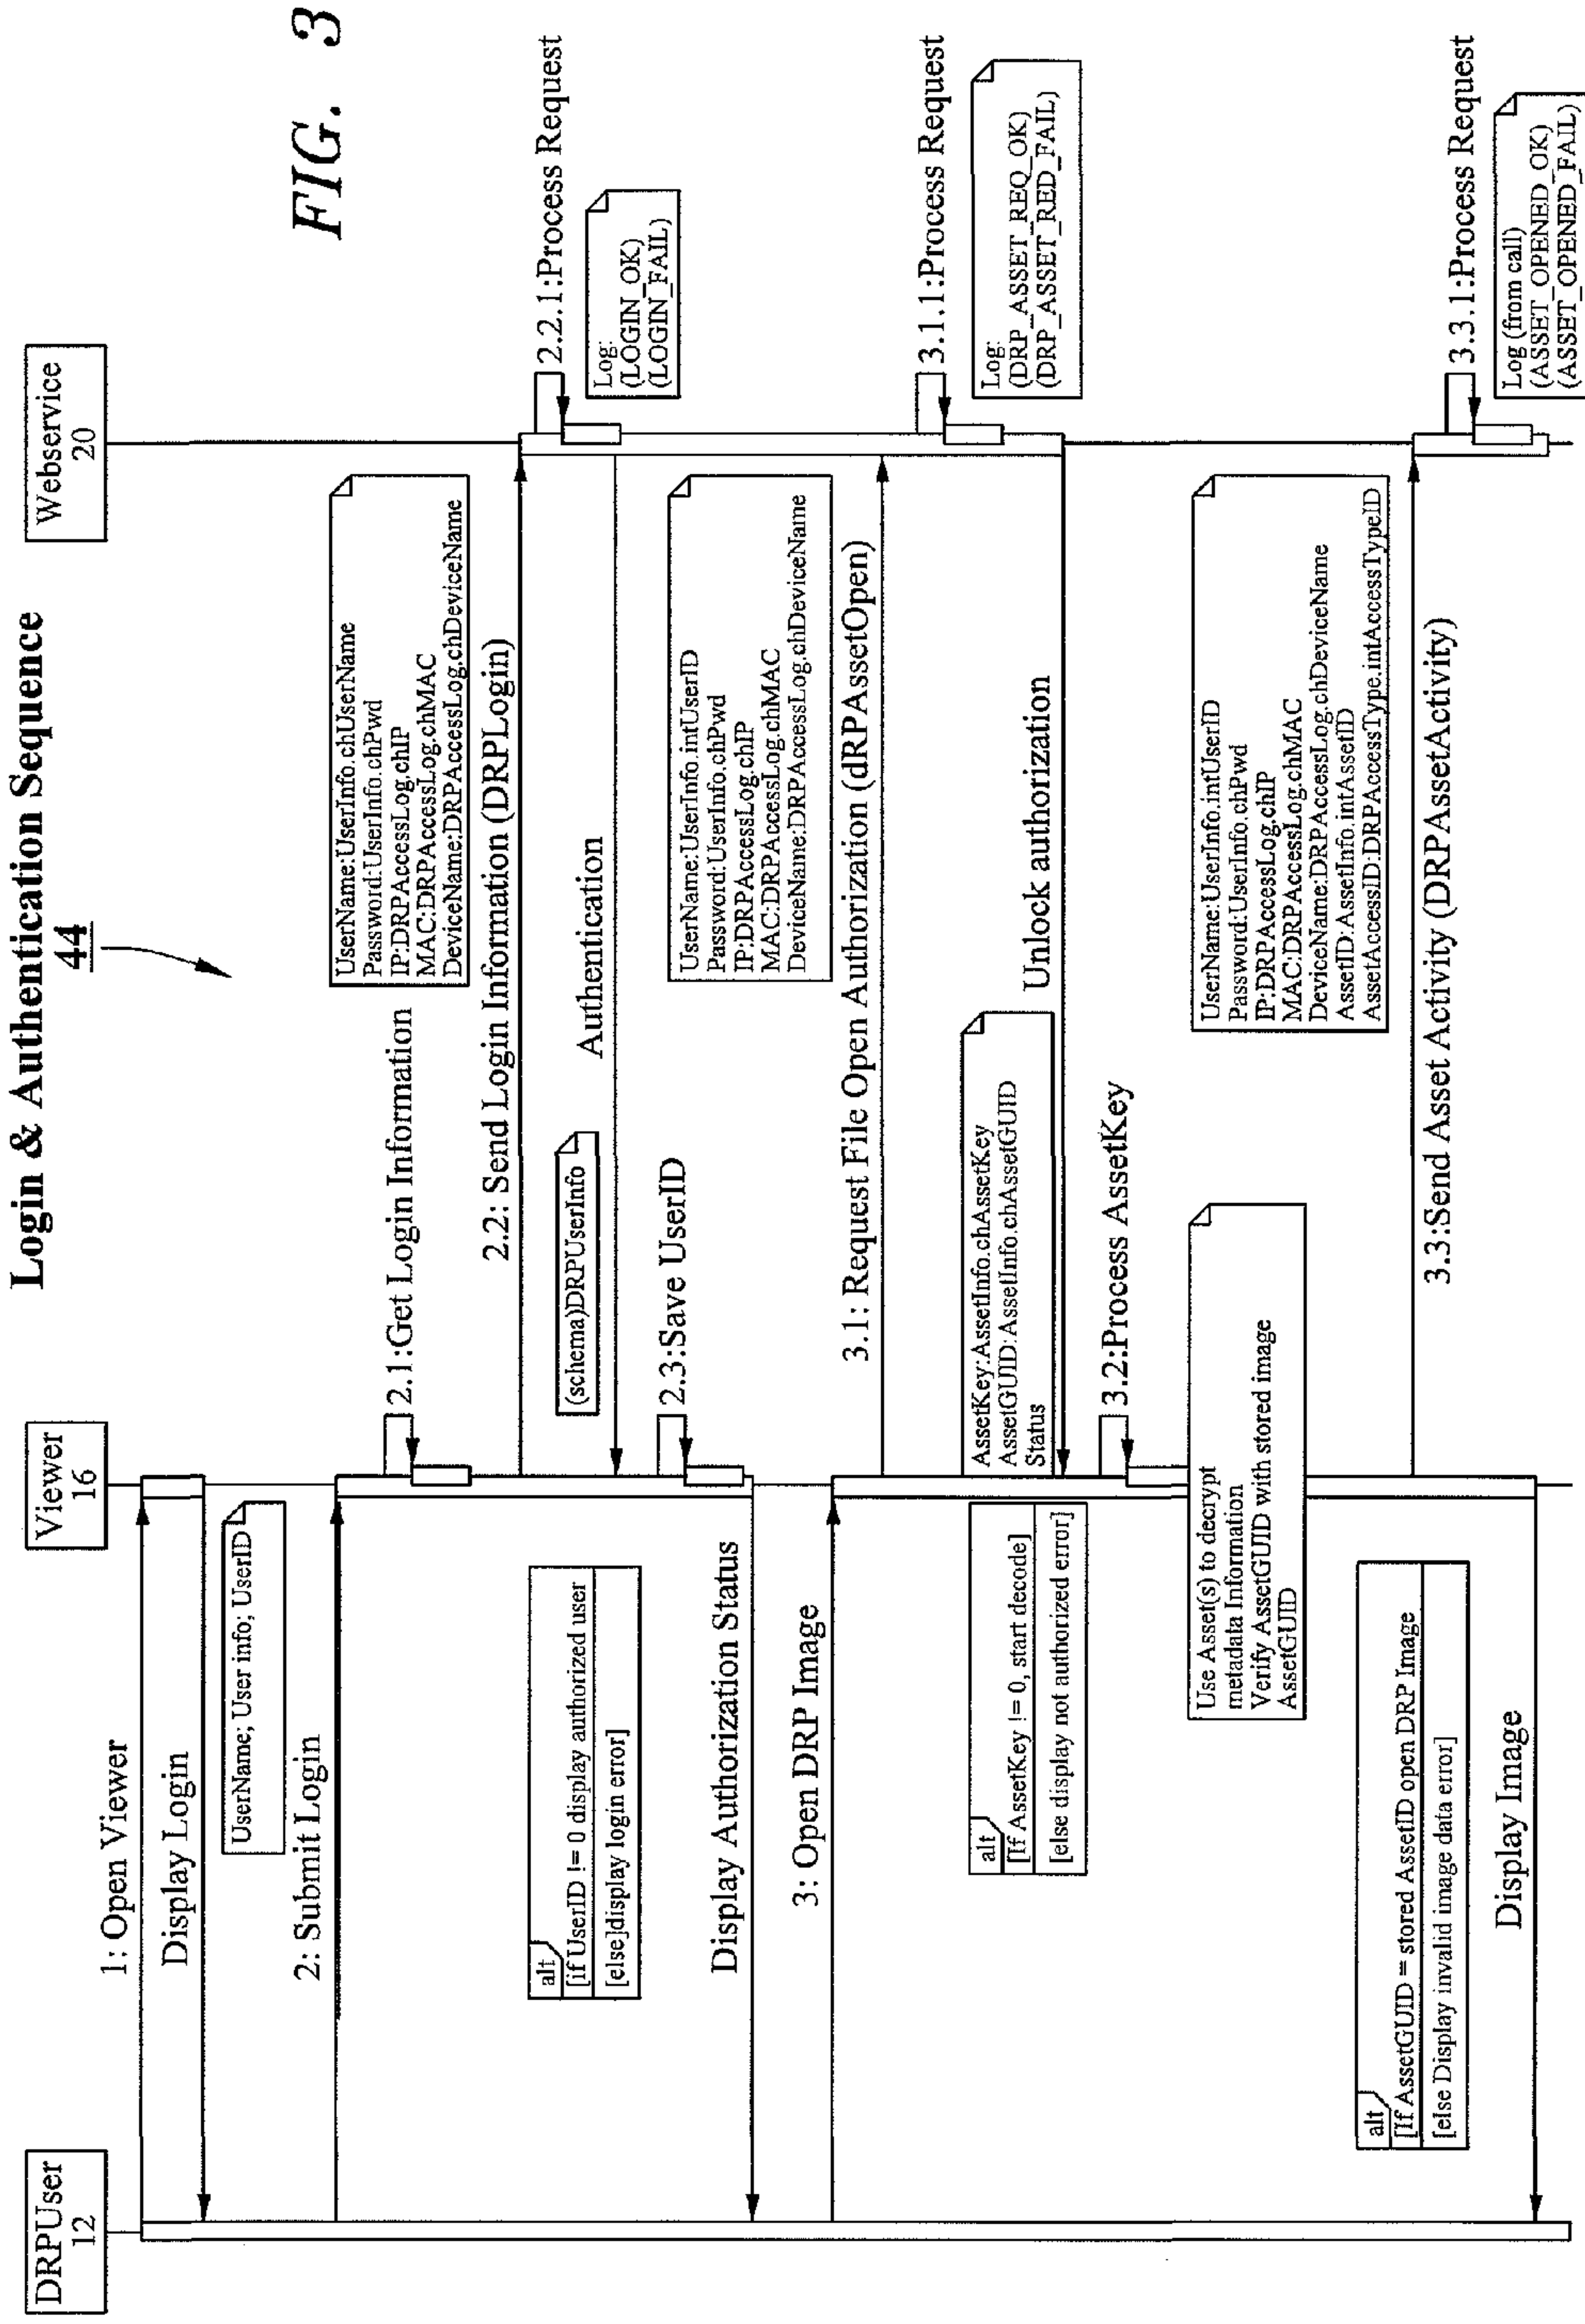 Login & Authentication Sequence
44
FIG. 3
DRPUser
12
Viewer
16
Webservice
20
1: Open Viewer
Display Login
UserName; User info; UserID
2: Submit Login
2.1:Get Login Information
UserName:UserInfo.chUserName
Password:UserInfo.chPwd
IP:DRPAccessLog.chIP
MAC:DRPAccessLog.chMAC
DeviceName:DRPAccessLog.chDeviceName
2.2: Send Login Information (DRPLogin)
2.2.1:Process Request
Log:
(LOGIN_OK)
(LOGIN_FAIL)
(schema)DRPUserInfo
Authentication
alt
[if UserID != 0 display authorized user
[else]display login error]
2.3:Save UserID
Display Authorization Status
UserName:UserInfo.intUserID
Password:UserInfo.chPwd
IP:DRPAccessLog.chIP
MAC:DRPAccessLog.chMAC
DeviceName:DRPAccessLog.chDeviceName
3: Open DRP Image
3.1: Request File Open Authorization (dRPAssetOpen)
3.1.1:Process Request
Log:
(DRP_ASSET_REQ_OK)
(DRP_ASSET_RED_FAIL)
AssetKey:AssetInfo.chAssetKey
AssetGUID:AssetInfo.chAssetGUID
Status
Unlock authorization
alt
[If AssetKey != 0, start decode]
[else display not authorized error]
3.2:Process AssetKey
Use Asset(s) to decrypt
metadata Information
Verify AssetGUID with stored image
AssetGUID
UserName:UserInfo.intUserID
Password:UserInfo.chPwd
IP:DRPAccessLog.chIP
MAC:DRPAccessLog.chMAC
DeviceName:DRPAccessLog.chDeviceName
AssetID:AssetInfo.intAssetID
AssetAccessID:DRPAccessType.intAccessTypeID
3.3:Send Asset Activity (DRPAssetActivity)
3.3.1:Process Request
Log (from call)
(ASSET_OPENED_OK)
(ASSET_OPENED_FAIL)
alt
[If AssetGUID = stored AssetID open DRP Image
[else Display invalid image data error]
Display Image